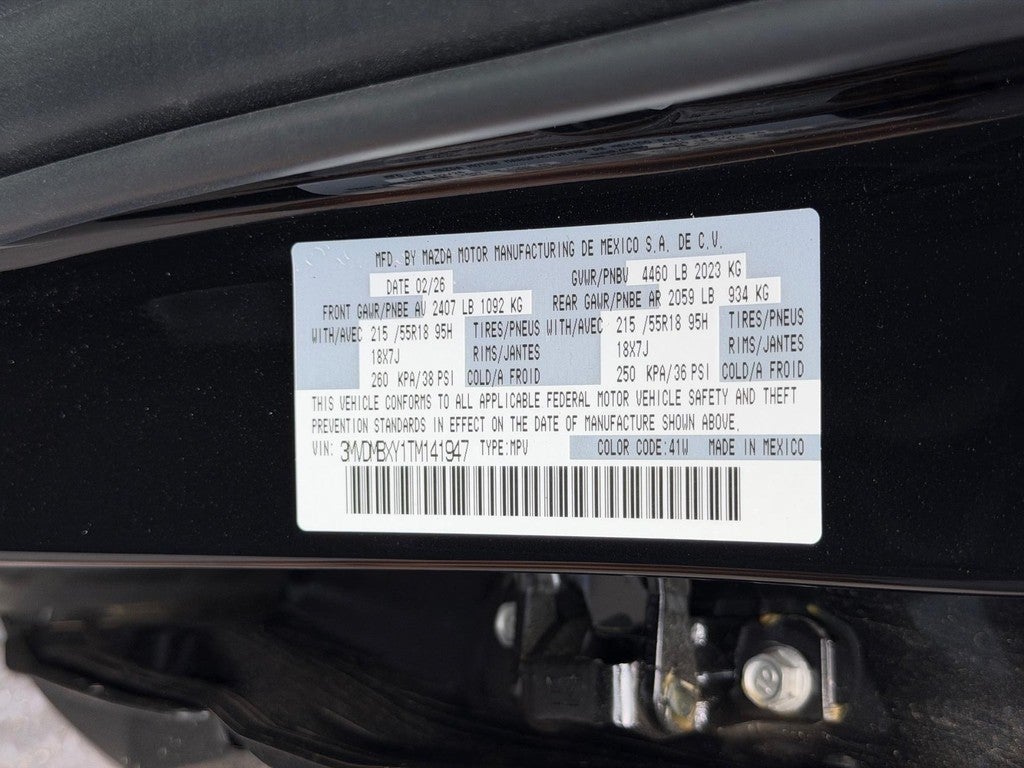 MFD. BY MAZDA MOTOR MANUFACTURING DE MEXICO S.A. DE C.V.
DATE 02/26 GVWR/PNBV 4460 LB 2023 KG
FRONT GAWR/PNBE AV 2407 LB 1092 KG REAR GAWR/PNBE AR 2059 LB 934 KG
WITH/AVEC 215 /55R18 95H TIRES/PNEUS WITH/AVEC 215 /55R18 95H TIRES/PNEUS
18X7J RIMS/JANTES 18X7J RIMS/JANTES
260 KPA/38 PSI COLD/A FROID 250 KPA/36 PSI COLD/A FROID
THIS VEHICLE CONFORMS TO ALL APPLICABLE FEDERAL MOTOR VEHICLE SAFETY AND THEFT
PREVENTION STANDARDS IN EFFECT ON THE DATE OF MANUFACTURE SHOWN ABOVE.
VIN: 3MVDMBXY1TM141947 TYPE:MPV COLOR CODE:41W MADE IN MEXICO